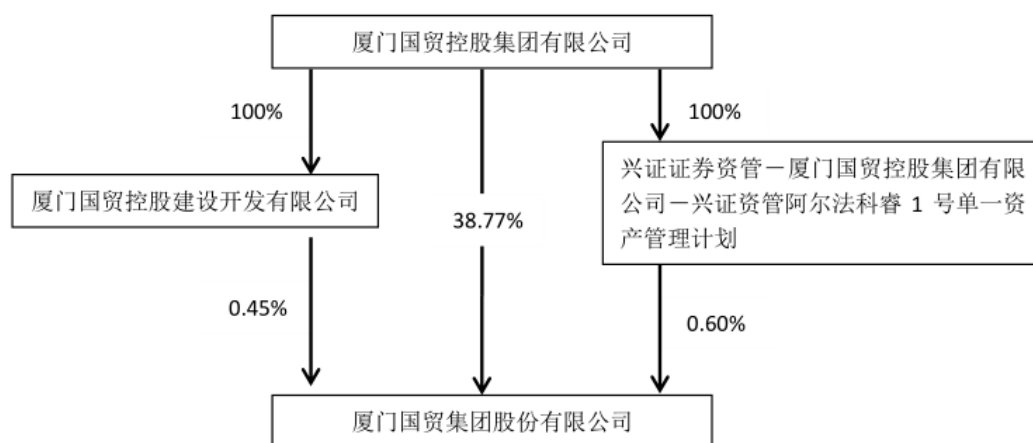 厦门国贸控股集团有限公司
100%
100%
兴证证券资管－厦门国贸控股集团有限
公司－兴证资管阿尔法科睿 1 号单一资
产管理计划
厦门国贸控股建设开发有限公司
38.77%
0.45%
0.60%
厦门国贸集团股份有限公司